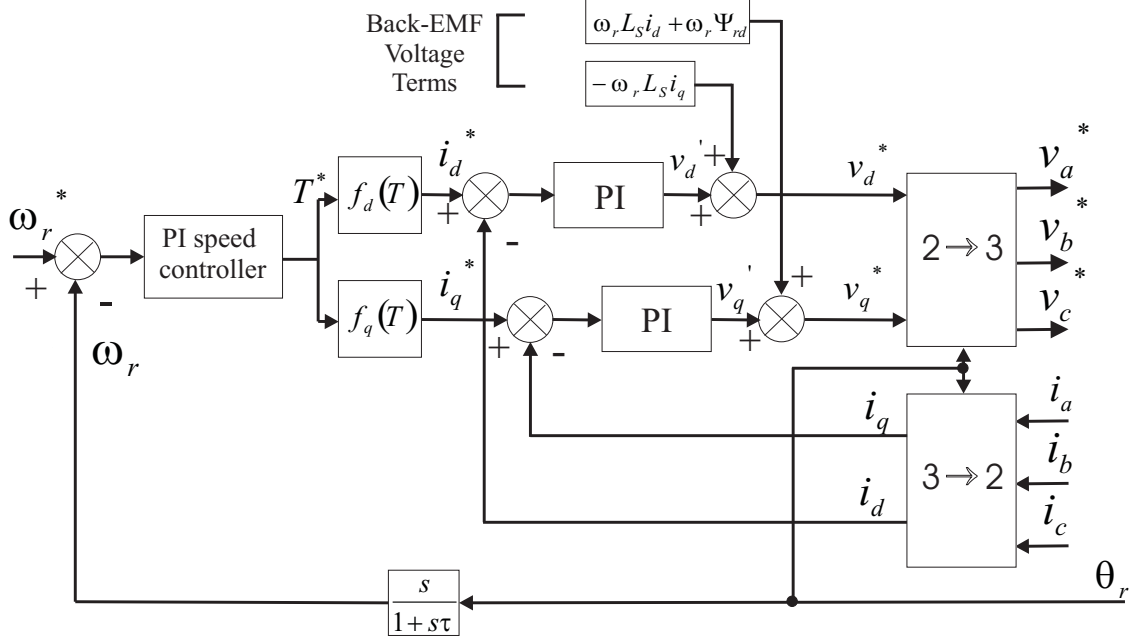 Back-EMF
Voltage
Terms
ω_r L_S i_d + ω_r Ψ_rd
− ω_r L_S i_q
ω_r*
+
-
PI speed
controller
T*
f_d(T)
i_d*
+
-
PI
v_d'
+
+
v_d*
f_q(T)
i_q*
+
-
PI
v_q'
+
+
v_q*
2 → 3
v_a*
v_b*
v_c*
ω_r
i_q
i_d
3 → 2
i_a
i_b
i_c
s
1 + sτ
θ_r